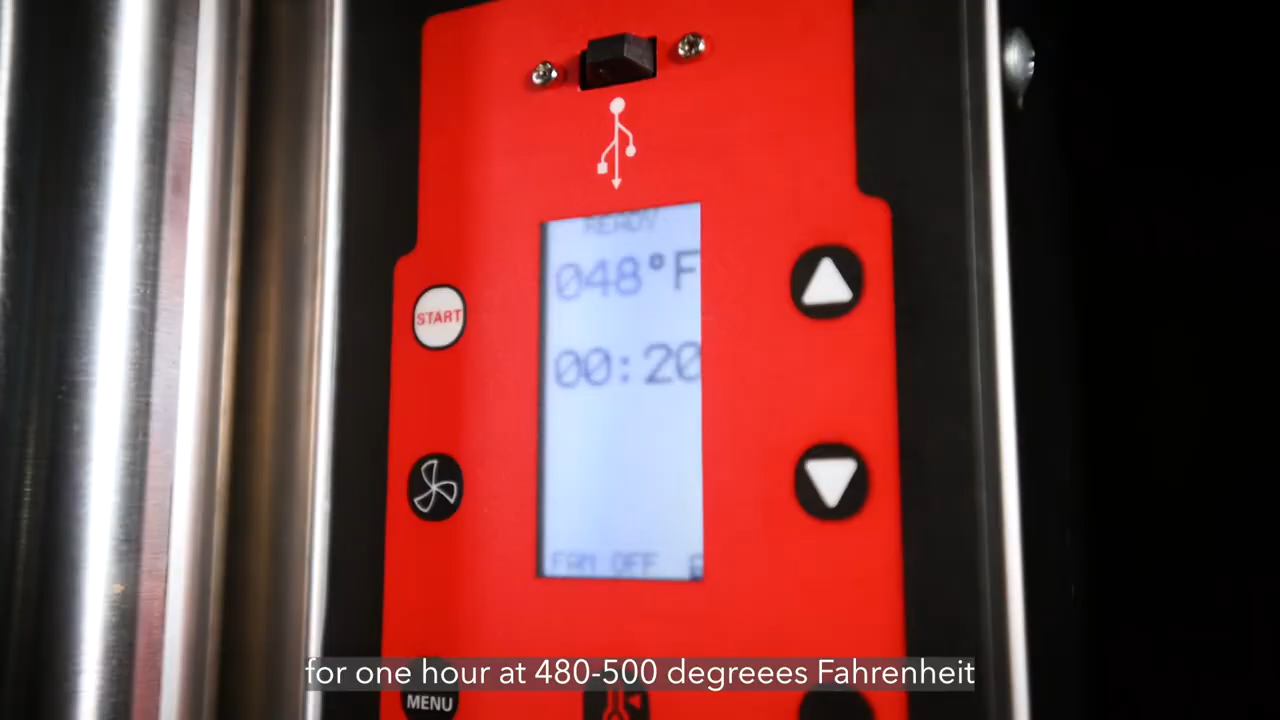 READY
048°F
START
00:20
FAN OFF
for one hour at 480-500 degreees Fahrenheit
MENU